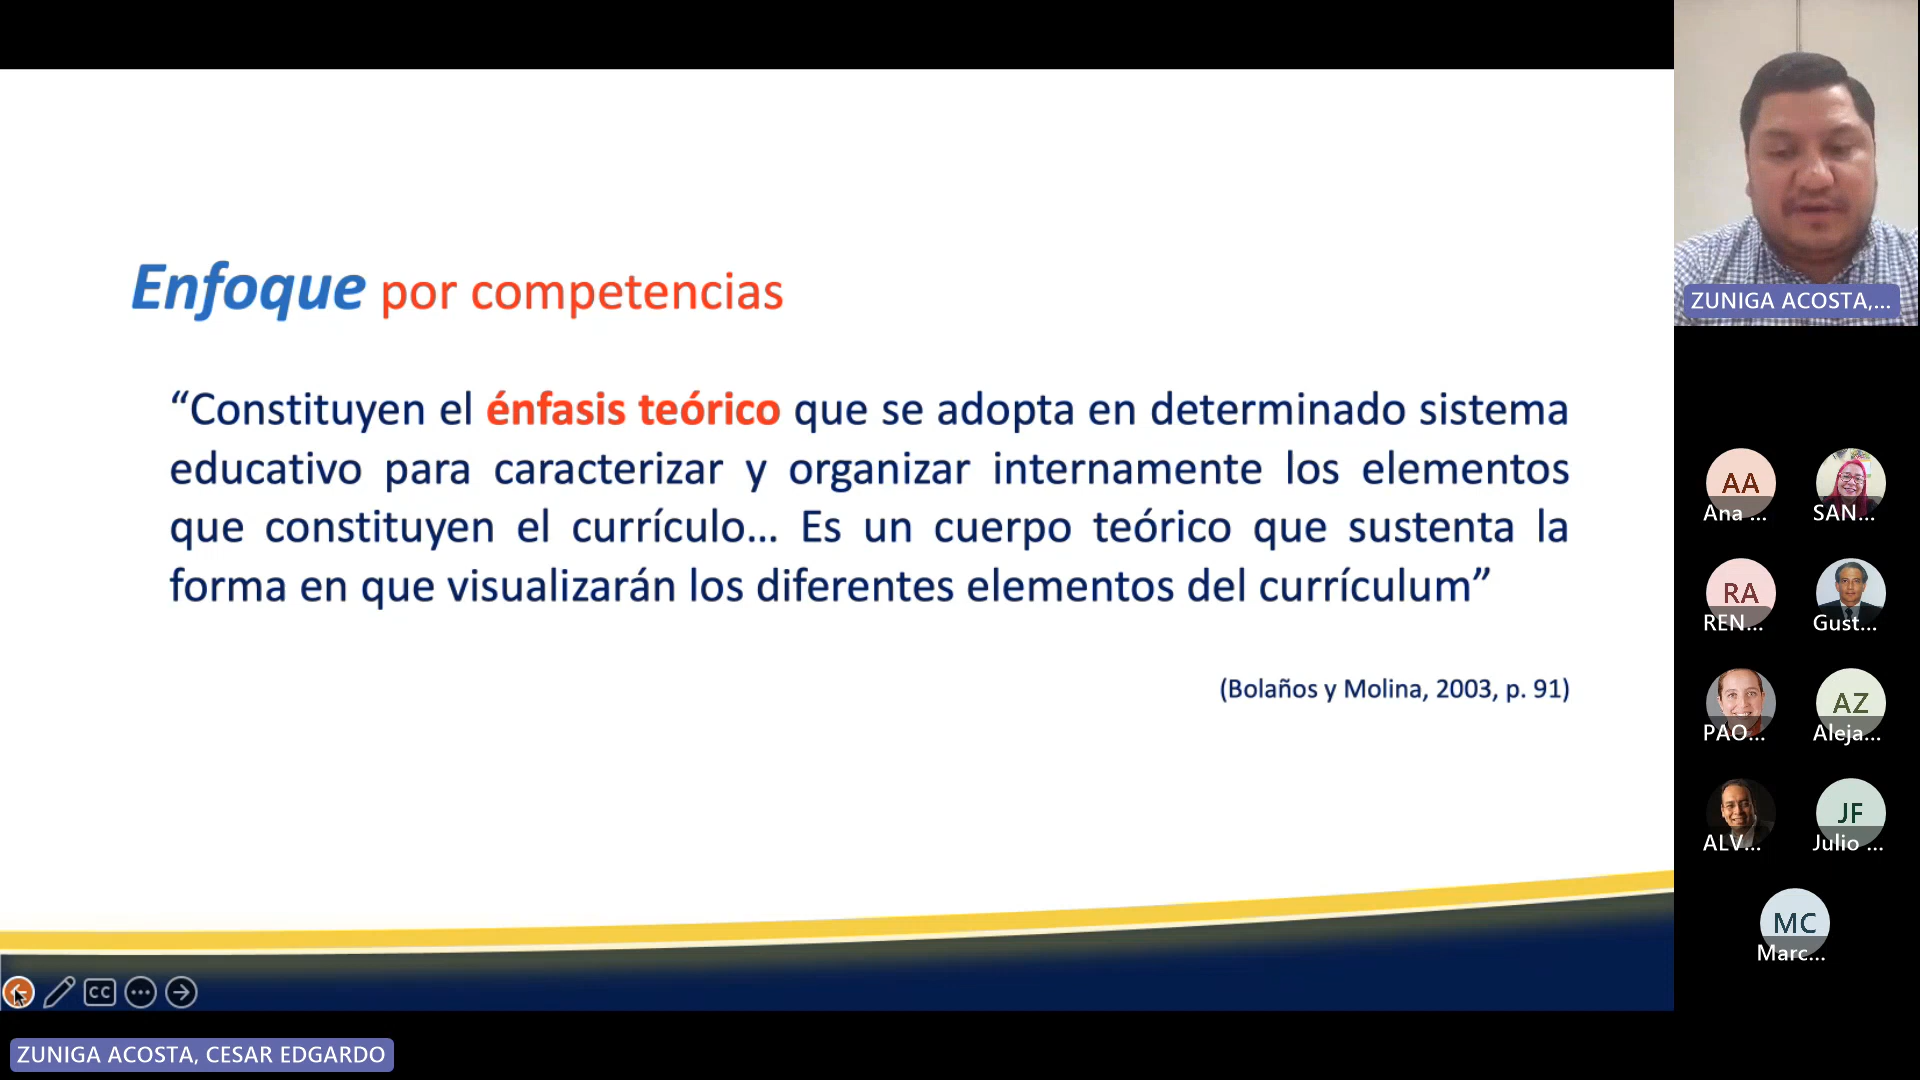 Enfoque por competencias
“Constituyen el énfasis teórico que se adopta en determinado sistema
educativo para caracterizar y organizar internamente los elementos
que constituyen el currículo... Es un cuerpo teórico que sustenta la
forma en que visualizarán los diferentes elementos del currículum”
(Bolaños y Molina, 2003, p. 91)
CC
ZUNIGA ACOSTA, CESAR EDGARDO
ZUNIGA ACOSTA,...
AA
Ana ...
SAN...
RA
REN...
Gust...
PAO...
AZ
Aleja...
ALV...
JF
Julio ...
MC
Marc...